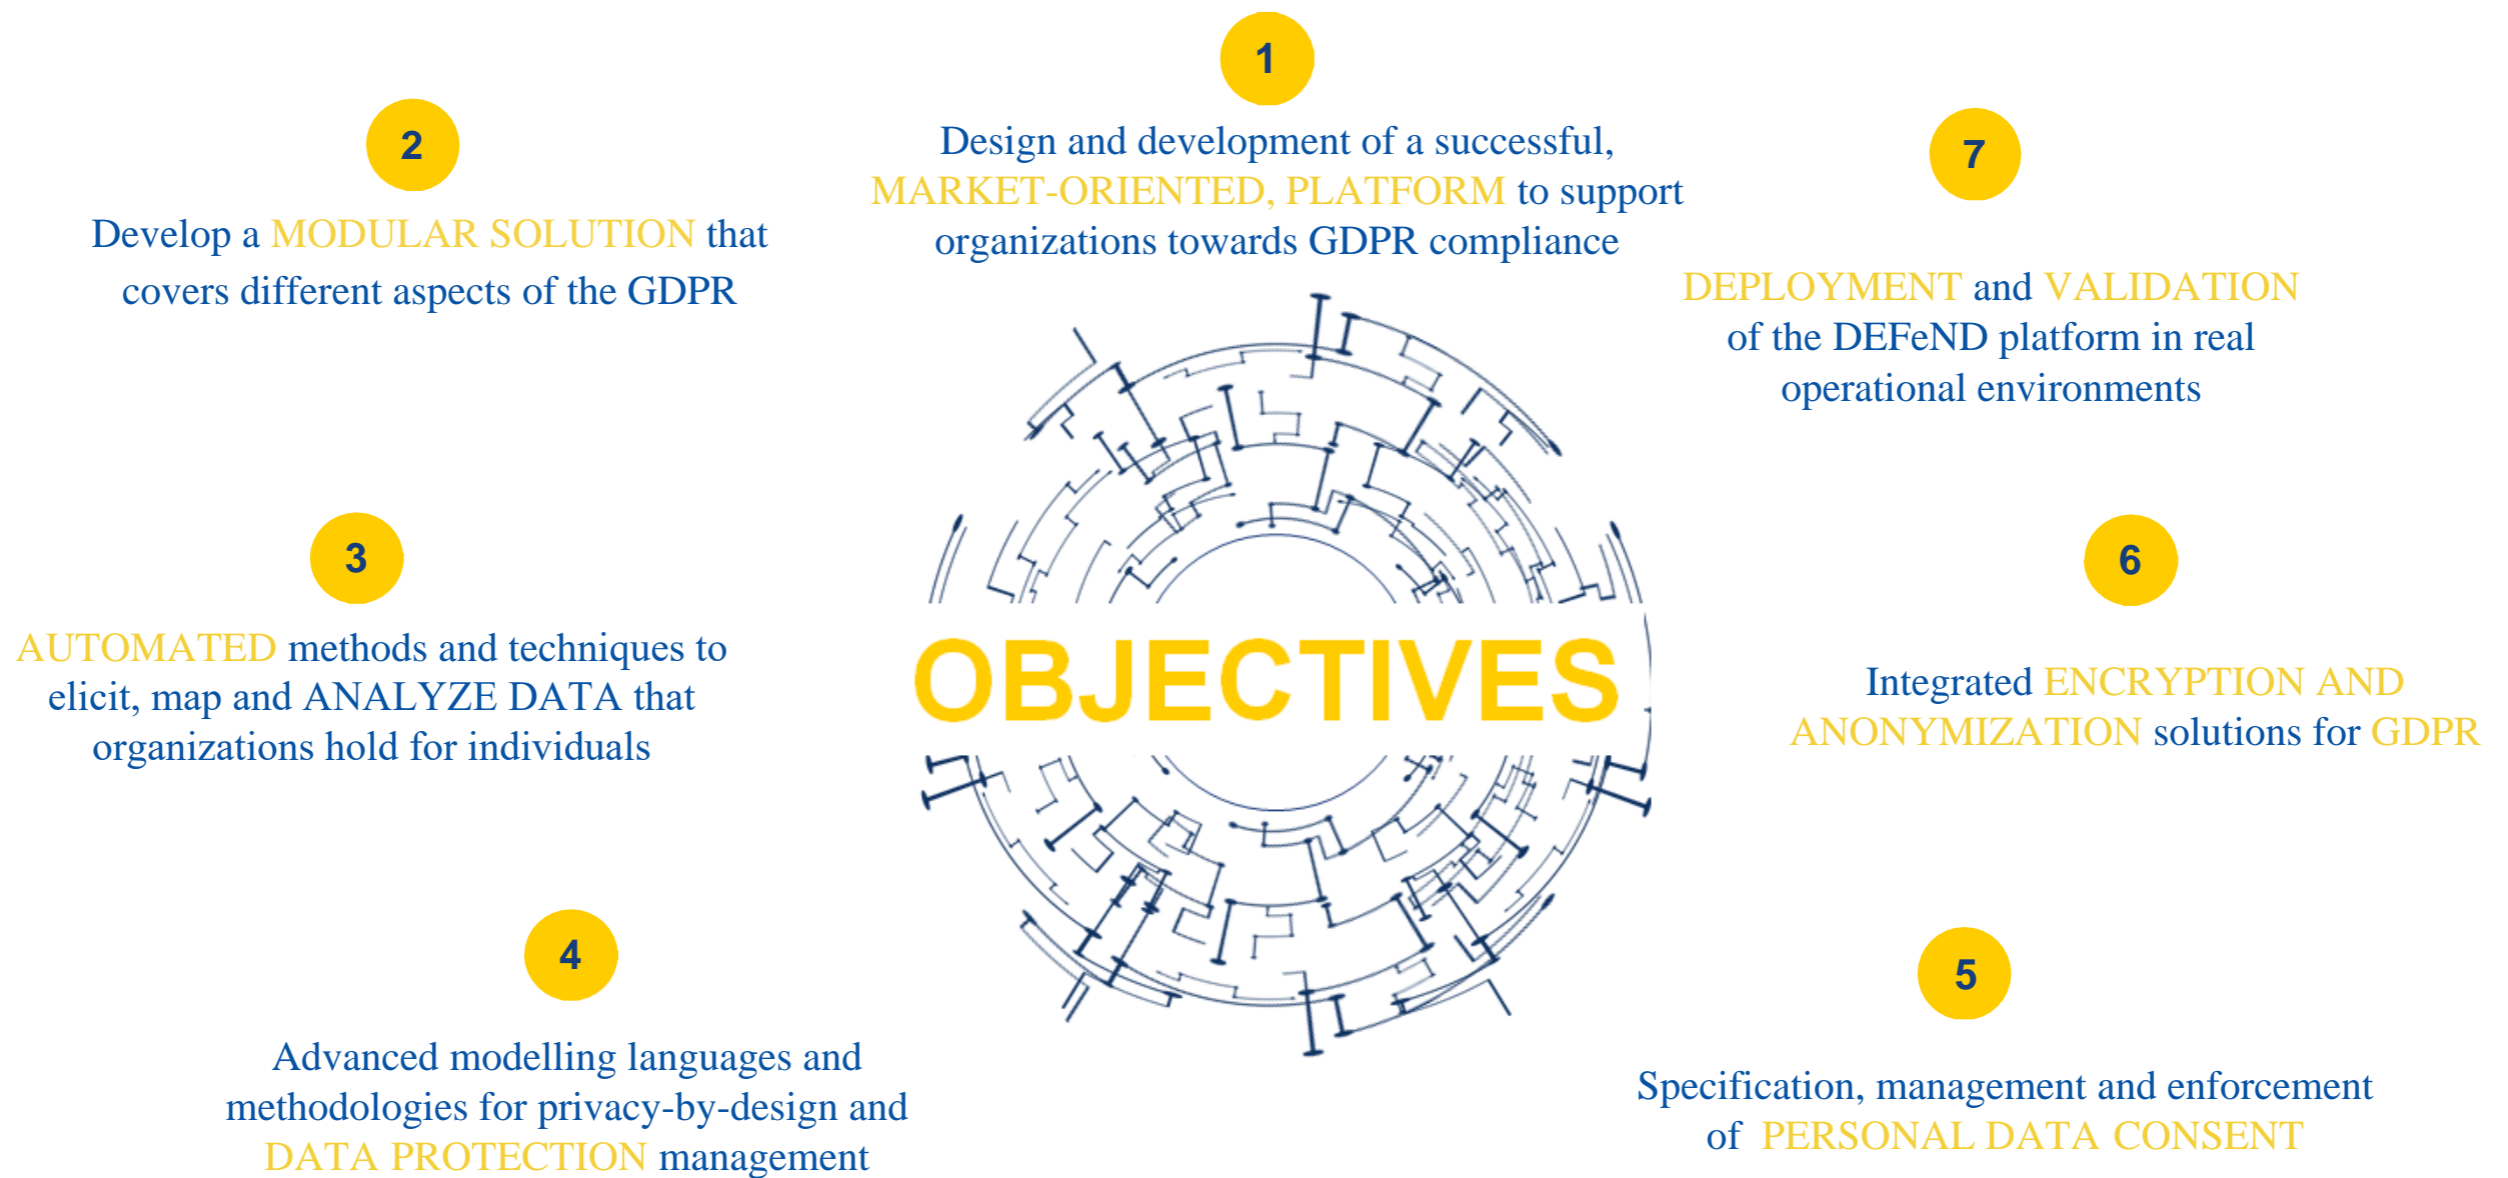 1
Design and development of a successful,
MARKET-ORIENTED, PLATFORM to support
organizations towards GDPR compliance
2
Develop a MODULAR SOLUTION that
covers different aspects of the GDPR
3
AUTOMATED methods and techniques to
elicit, map and ANALYZE DATA that
organizations hold for individuals
4
Advanced modelling languages and
methodologies for privacy-by-design and
DATA PROTECTION management
5
Specification, management and enforcement
of PERSONAL DATA CONSENT
6
Integrated ENCRYPTION AND
ANONYMIZATION solutions for GDPR
7
DEPLOYMENT and VALIDATION
of the DEFeND platform in real
operational environments
OBJECTIVES